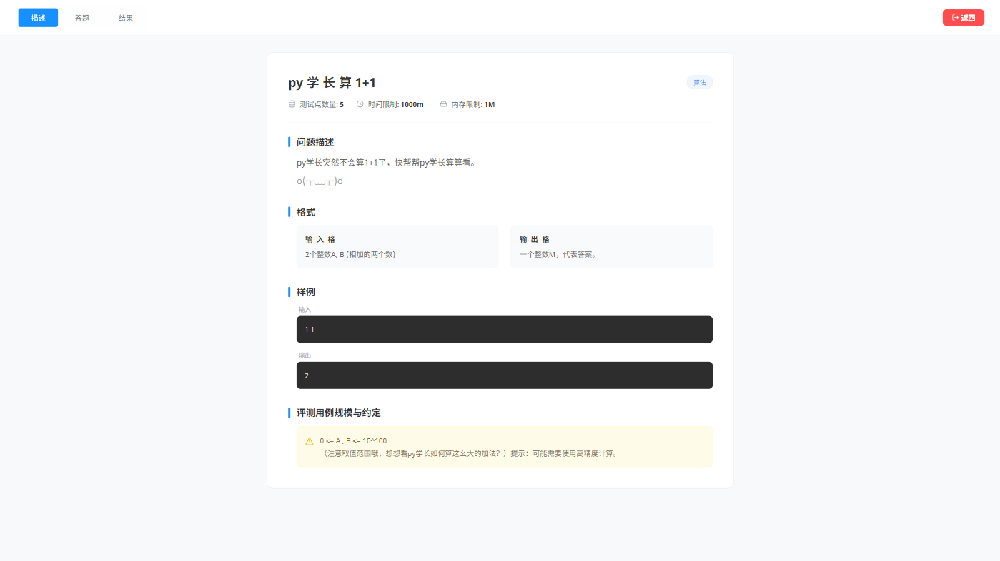 描述 答题 结果 返回
py 学 长 算 1+1 算法
测试点数量: 5 时间限制: 1000m 内存限制: 1M
问题描述
py学长突然不会算1+1了，快帮帮py学长算算看。
o(╥﹏╥)o
格式
输 入 格 输 出 格
2个整数A, B (相加的两个数) 一个整数M，代表答案。
样例
输入
1 1
输出
2
评测用例规模与约定
0 <= A , B <= 10^100
（注意取值范围哦，想想看py学长如何算这么大的加法？）提示：可能需要使用高精度计算。